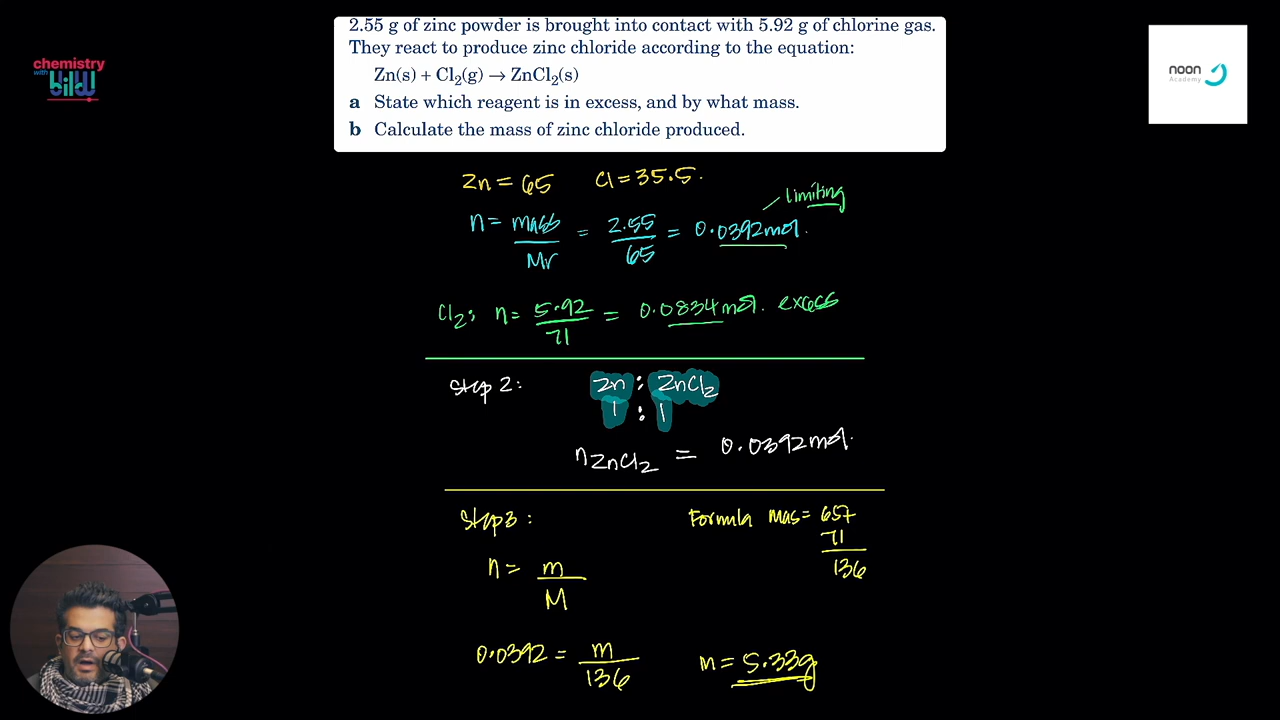 chemistry
with
bilal
noon
Academy
2.55 g of zinc powder is brought into contact with 5.92 g of chlorine gas.
They react to produce zinc chloride according to the equation:
Zn(s) + Cl₂(g) → ZnCl₂(s)
a State which reagent is in excess, and by what mass.
b Calculate the mass of zinc chloride produced.
Zn = 65 Cl = 35.5.
limiting
n = mass/Mr = 2.55/65 = 0.0392 mol.
Cl₂: n = 5.92/71 = 0.0834 mol. excess
Step 2: Zn : ZnCl₂
1 : 1
nZnCl₂ = 0.0392 mol.
Step 3: Formula mas = 65+
71
136
n = m/M
0.0392 = m/136 m = 5.33g